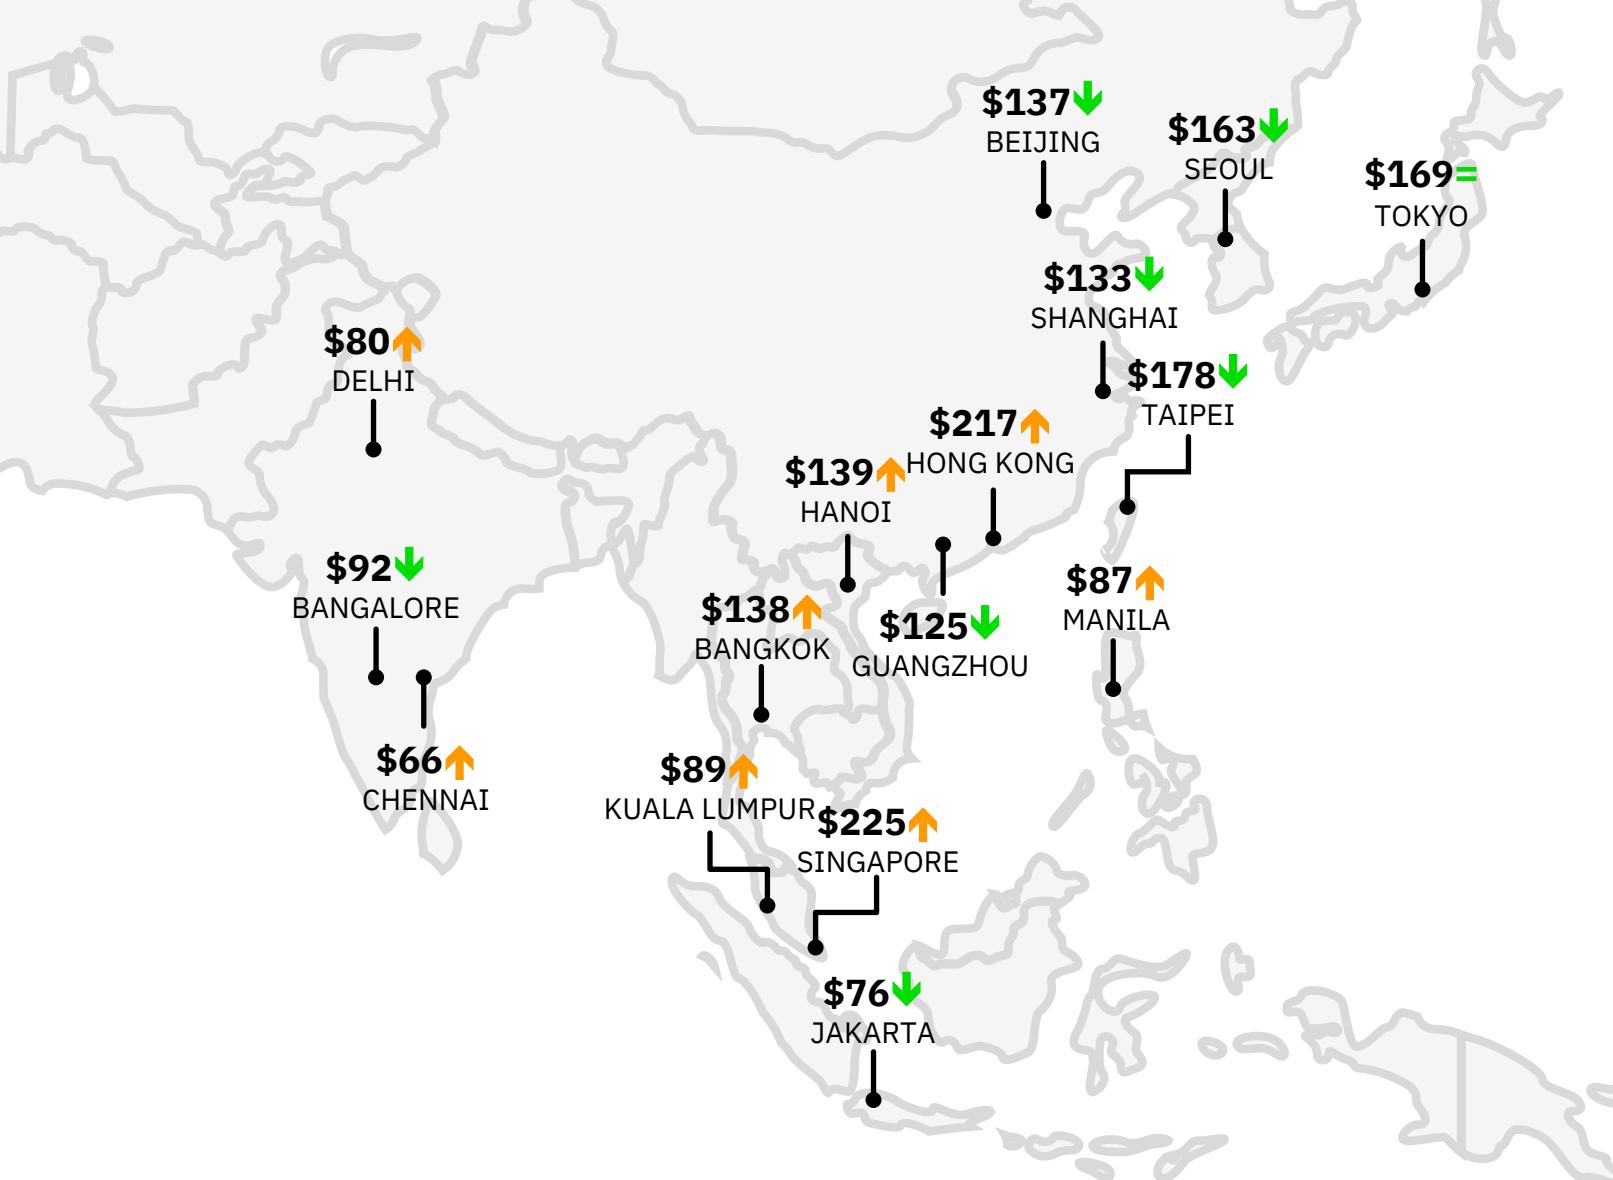 $137
BEIJING
$163
SEOUL
$169=
TOKYO
$133
SHANGHAI
$80
DELHI
$178
TAIPEI
$217
HONG KONG
$139
HANOI
$92
BANGALORE
$87
MANILA
$138
BANGKOK
$125
GUANGZHOU
$66
CHENNAI
$89
KUALA LUMPUR
$225
SINGAPORE
$76
JAKARTA